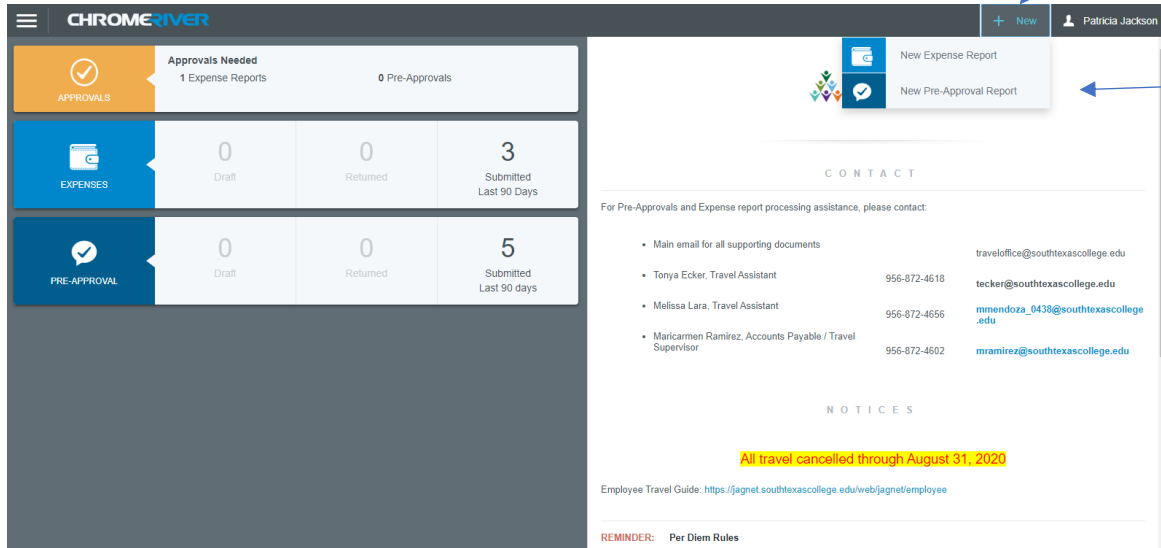 CHROMERIVER
+ New
Patricia Jackson
New Expense Report
New Pre-Approval Report
APPROVALS
Approvals Needed
1 Expense Reports 0 Pre-Approvals
EXPENSES
0 Draft
0 Returned
3 Submitted
Last 90 Days
PRE-APPROVAL
0 Draft
0 Returned
5 Submitted
Last 90 days
CONTACT
For Pre-Approvals and Expense report processing assistance, please contact:
• Main email for all supporting documents traveloffice@southtexascollege.edu
• Tonya Ecker, Travel Assistant 956-872-4618 tecker@southtexascollege.edu
• Melissa Lara, Travel Assistant 956-872-4656 mmendoza_0438@southtexascollege
.edu
• Maricarmen Ramirez, Accounts Payable / Travel
Supervisor 956-872-4602 mramirez@southtexascollege.edu
NOTICES
All travel cancelled through August 31, 2020
Employee Travel Guide: https://jagnet.southtexascollege.edu/web/jagnet/employee
REMINDER: Per Diem Rules